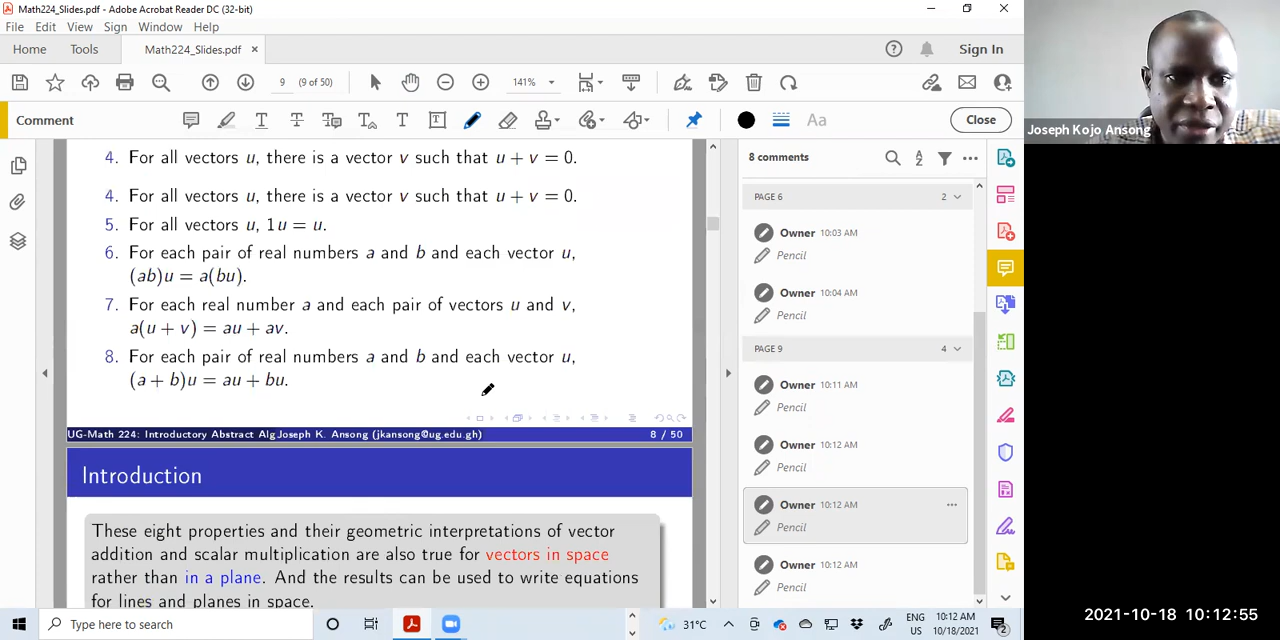 Math224_Slides.pdf - Adobe Acrobat Reader DC (32-bit)
File Edit View Sign Window Help
Home Tools Math224_Slides.pdf × Sign In
9 (9 of 50) 141%
Comment Aa Close
Joseph Kojo Ansong
4. For all vectors u, there is a vector v such that u + v = 0.
4. For all vectors u, there is a vector v such that u + v = 0.
5. For all vectors u, 1u = u.
6. For each pair of real numbers a and b and each vector u,
(ab)u = a(bu).
7. For each real number a and each pair of vectors u and v,
a(u + v) = au + av.
8. For each pair of real numbers a and b and each vector u,
(a + b)u = au + bu.
UG-Math 224: Introductory Abstract AlgJoseph K. Ansong (jkansong@ug.edu.gh) 8 / 50
Introduction
These eight properties and their geometric interpretations of vector
addition and scalar multiplication are also true for vectors in space
rather than in a plane. And the results can be used to write equations
for lines and planes in space.
8 comments
PAGE 6 2
Owner 10:03 AM
Pencil
Owner 10:04 AM
Pencil
PAGE 9 4
Owner 10:11 AM
Pencil
Owner 10:12 AM
Pencil
Owner 10:12 AM
Pencil
Owner 10:12 AM
Pencil
Type here to search
31°C
ENG
US
10:12 AM
10/18/2021
2
2021-10-18 10:12:55